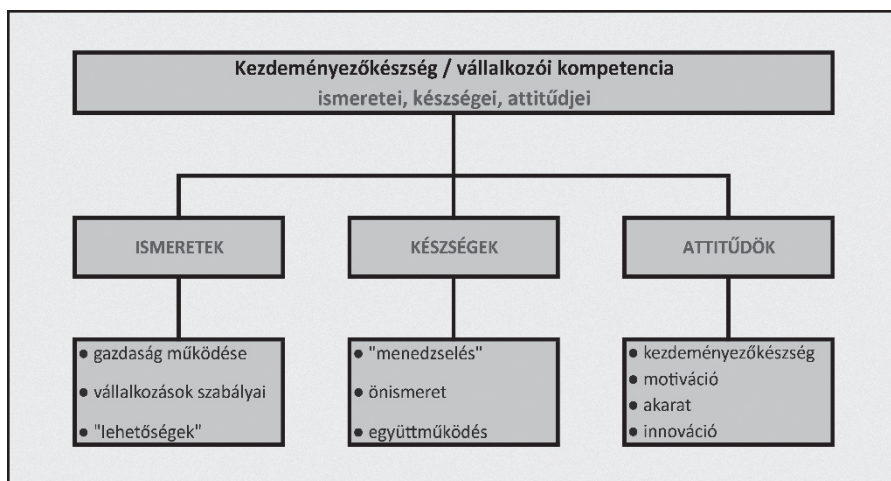 Kezdeményezőkészség / vállalkozói kompetencia
ismeretei, készségei, attitűdjei
ISMERETEK
KÉSZSÉGEK
ATTITŰDÖK
● gazdaság működése
● vállalkozások szabályai
● "lehetőségek"
● "menedzselés"
● önismeret
● együttműködés
● kezdeményezőkészség
● motiváció
● akarat
● innováció